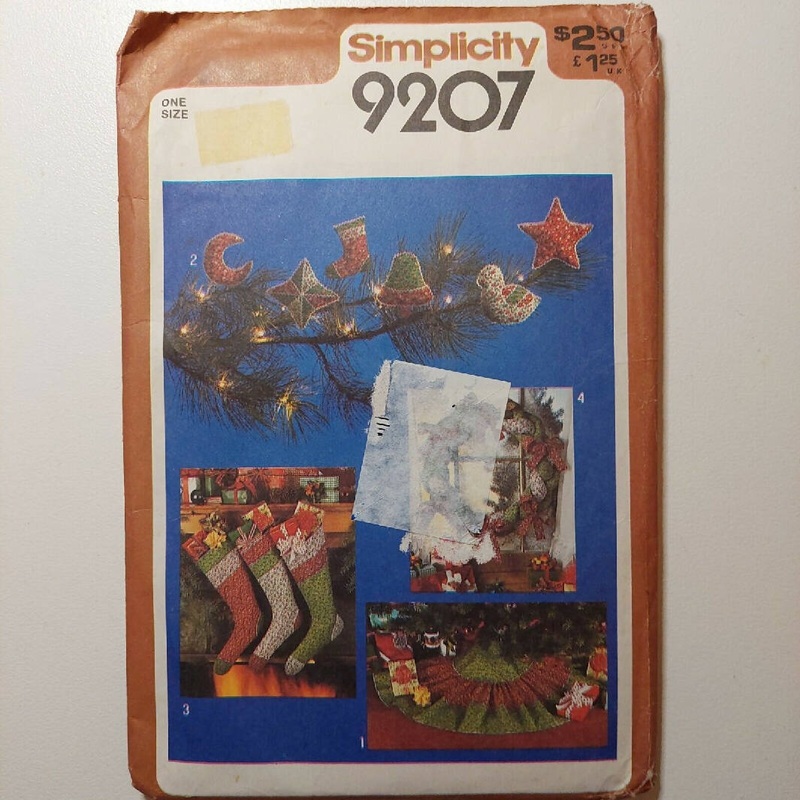 Simplicity
9207
$2.50
U.S.A.
£1.25
U.K.
ONE
SIZE
2
4
3
1